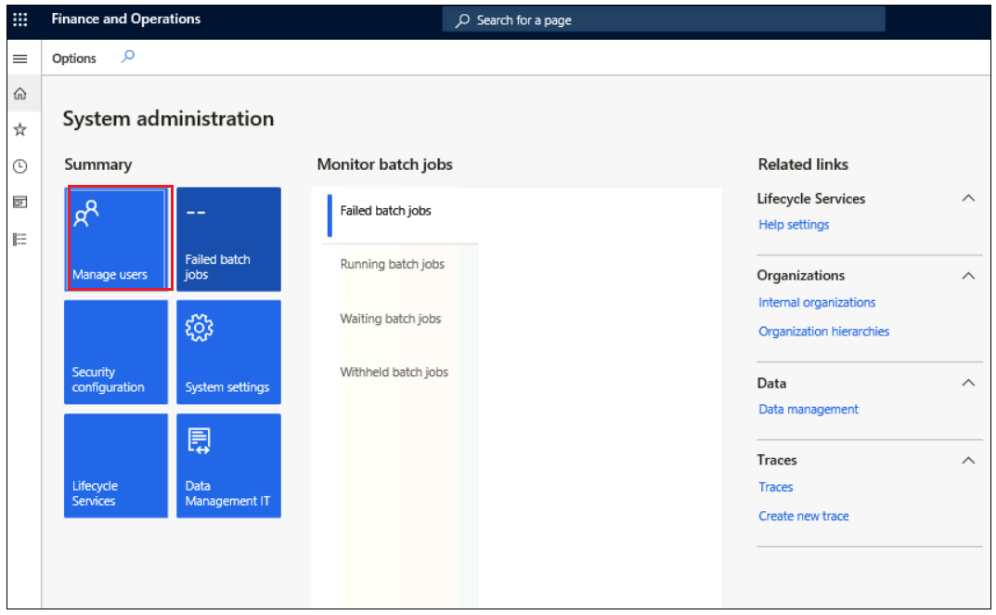 Finance and Operations
Search for a page
Options
System administration
Summary
Manage users
--
Failed batch
jobs
Security
configuration
System settings
Lifecycle
Services
Data
Management IT
Monitor batch jobs
Failed batch jobs
Running batch jobs
Waiting batch jobs
Withheld batch jobs
Related links
Lifecycle Services
Help settings
Organizations
Internal organizations
Organization hierarchies
Data
Data management
Traces
Traces
Create new trace